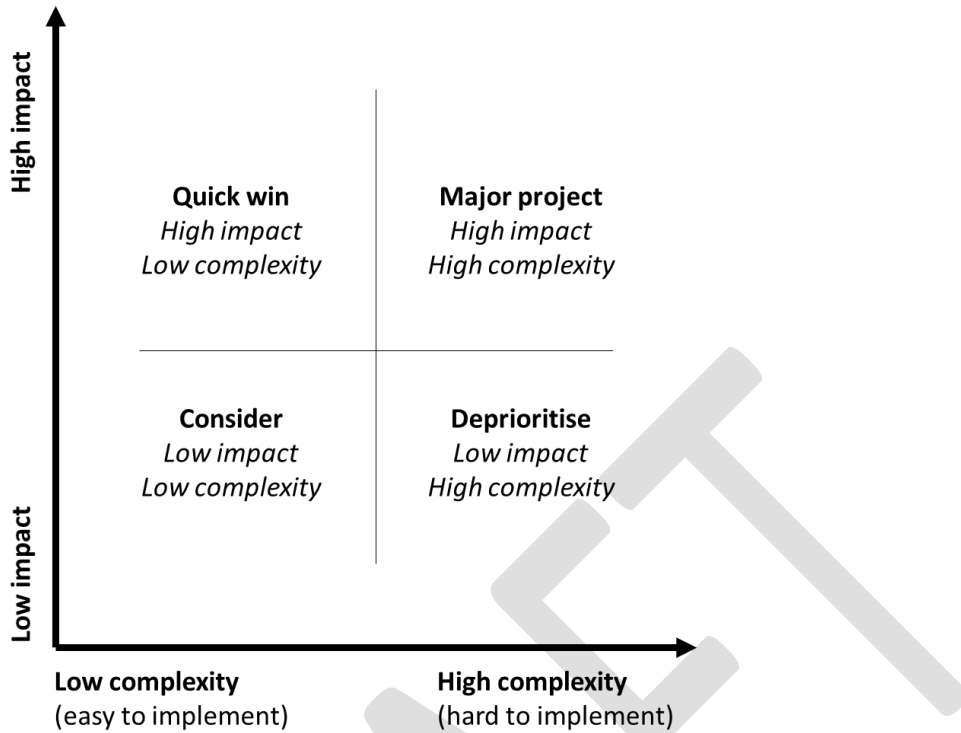 High impact
Quick win
High impact
Low complexity
Major project
High impact
High complexity
Consider
Low impact
Low complexity
Deprioritise
Low impact
High complexity
Low impact
Low complexity
(easy to implement)
High complexity
(hard to implement)